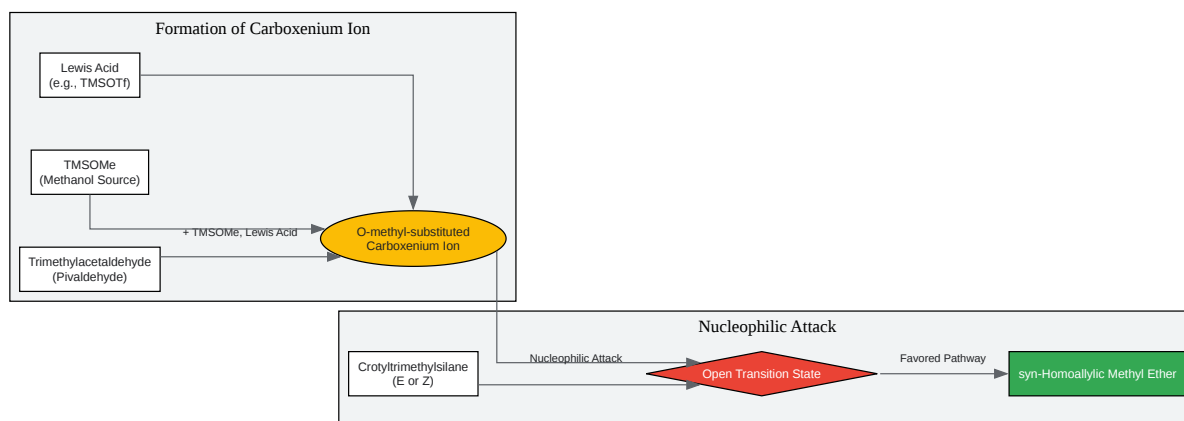 Formation of Carboxenium Ion
Lewis Acid
(e.g., TMSOTf)
TMSOMe
(Methanol Source)
+ TMSOMe, Lewis Acid
O-methyl-substituted
Carboxenium Ion
Trimethylacetaldehyde
(Pivaldehyde)
Nucleophilic Attack
Crotyltrimethylsilane
(E or Z)
Nucleophilic Attack
Open Transition State
Favored Pathway
syn-Homoallylic Methyl Ether